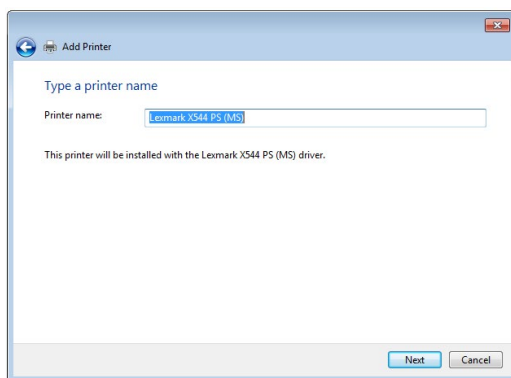 Add Printer
Type a printer name
Printer name:
Lexmark X544 PS (MS)
This printer will be installed with the Lexmark X544 PS (MS) driver.
Next
Cancel